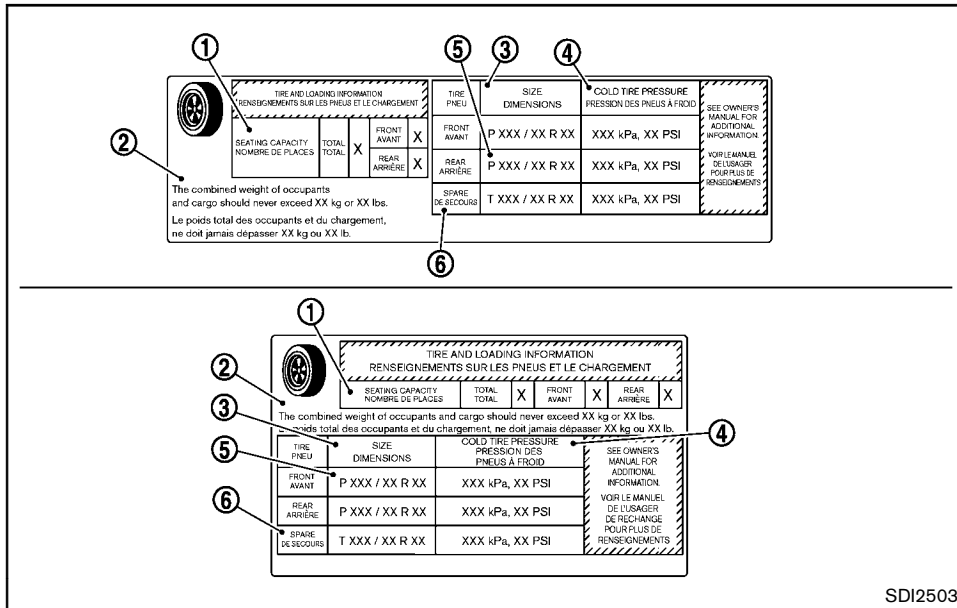 ① ⑤ ③ ④
TIRE AND LOADING INFORMATION
RENSEIGNEMENTS SUR LES PNEUS ET LE CHARGEMENT
SEATING CAPACITY
NOMBRE DE PLACES
TOTAL
TOTAL
X
FRONT
AVANT
X
REAR
ARRIÈRE
X
②
The combined weight of occupants
and cargo should never exceed XX kg or XX lbs.
Le poids total des occupants et du chargement,
ne doit jamais dépasser XX kg ou XX lb.
TIRE
PNEU
SIZE
DIMENSIONS
COLD TIRE PRESSURE
PRESSION DES PNEUS À FROID
FRONT
AVANT
P XXX / XX R XX
XXX kPa, XX PSI
REAR
ARRIÈRE
P XXX / XX R XX
XXX kPa, XX PSI
SPARE
DE SECOURS
T XXX / XX R XX
XXX kPa, XX PSI
SEE OWNER'S
MANUAL FOR
ADDITIONAL
INFORMATION.
VOIR LE MANUEL
DE L'USAGER
POUR PLUS DE
RENSEIGNEMENTS
⑥
①
TIRE AND LOADING INFORMATION
RENSEIGNEMENTS SUR LES PNEUS ET LE CHARGEMENT
②
SEATING CAPACITY
NOMBRE DE PLACES
TOTAL
TOTAL
X
FRONT
AVANT
X
REAR
ARRIÈRE
X
The combined weight of occupants and cargo should never exceed XX kg or XX lbs.
Le poids total des occupants et du chargement, ne doit jamais dépasser XX kg ou XX lb.
③
④
TIRE
PNEU
SIZE
DIMENSIONS
COLD TIRE PRESSURE
PRESSION DES
PNEUS À FROID
⑤
FRONT
AVANT
P XXX / XX R XX
XXX kPa, XX PSI
REAR
ARRIÈRE
P XXX / XX R XX
XXX kPa, XX PSI
⑥
SPARE
DE SECOURS
T XXX / XX R XX
XXX kPa, XX PSI
SEE OWNER'S
MANUAL FOR
ADDITIONAL
INFORMATION.
VOIR LE MANUEL
DE L'USAGER
DE RECHANGE
POUR PLUS DE
RENSEIGNEMENTS
SDI2503